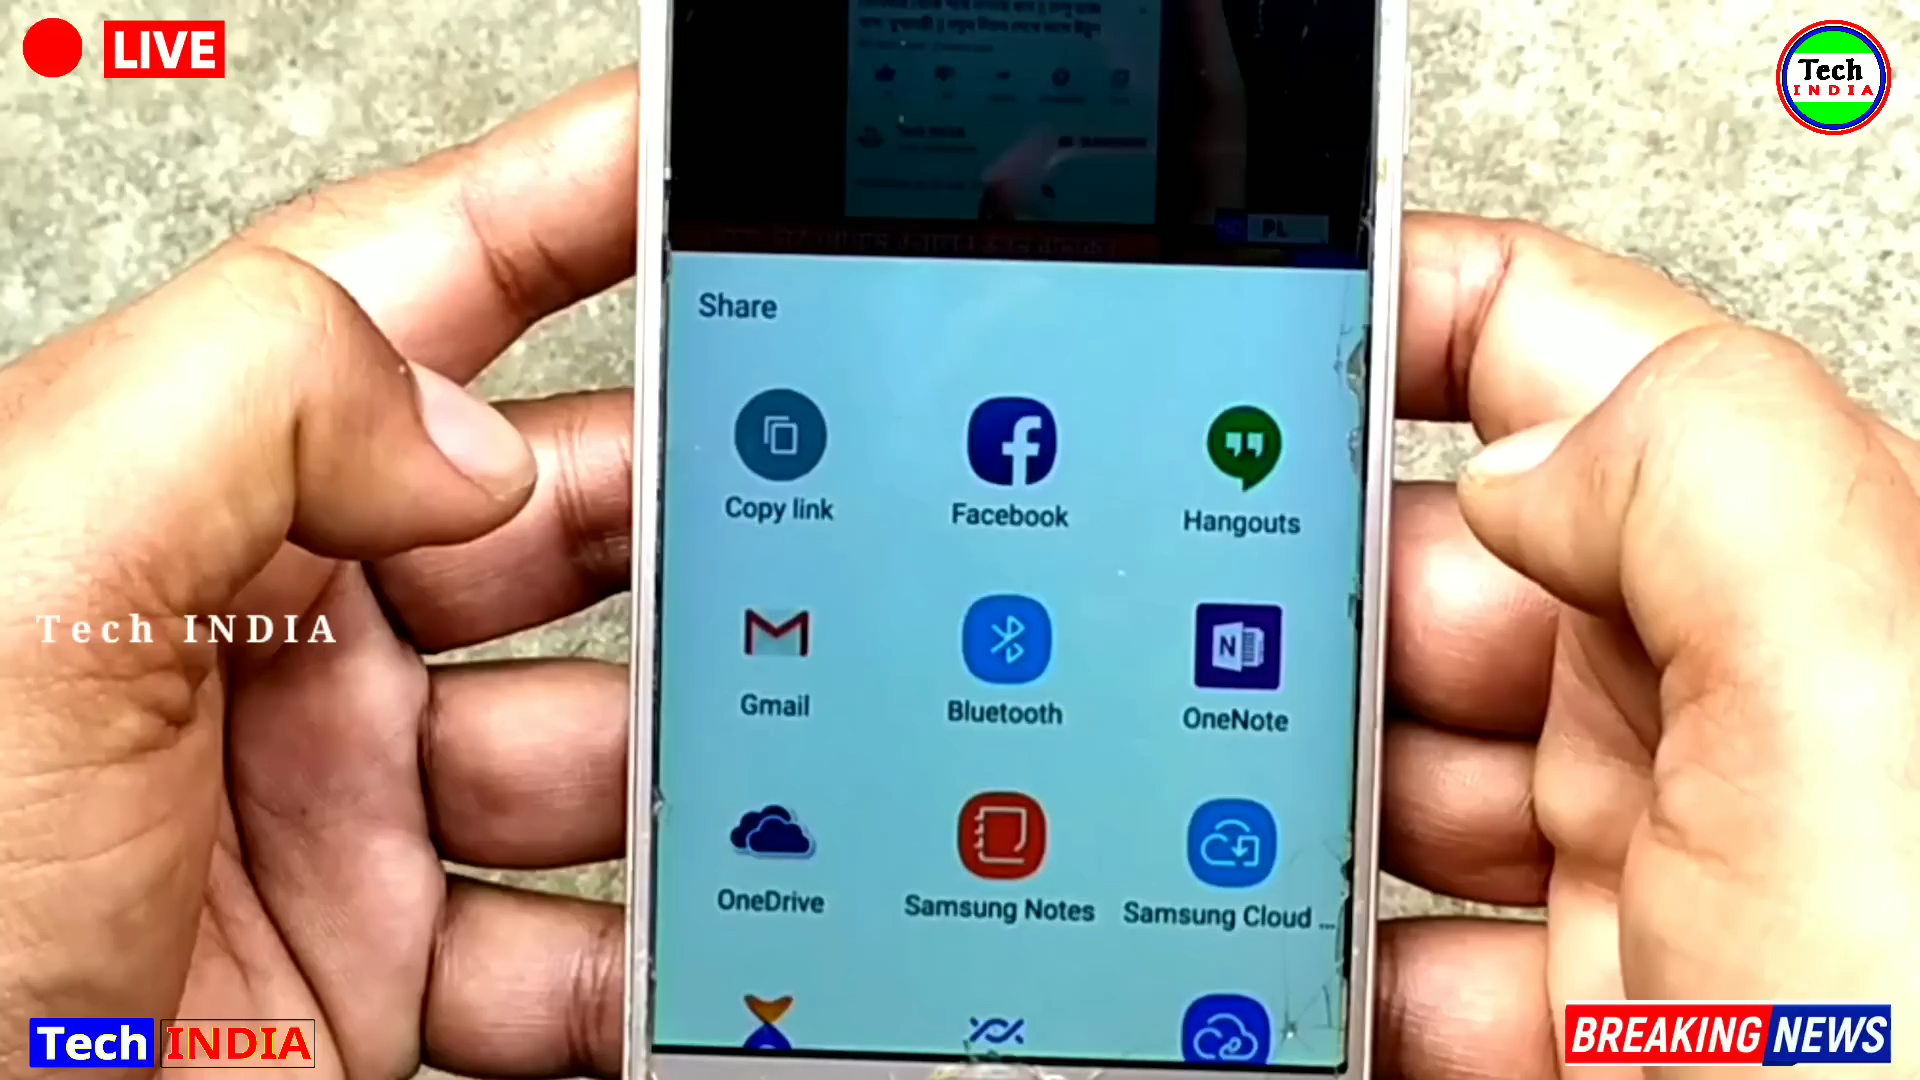 LIVE
Tech
INDIA
PL
Share
Copy link
Facebook
Hangouts
Gmail
Bluetooth
N
OneNote
Tech INDIA
OneDrive
Samsung Notes
Samsung Cloud ...
Tech INDIA
BREAKING NEWS